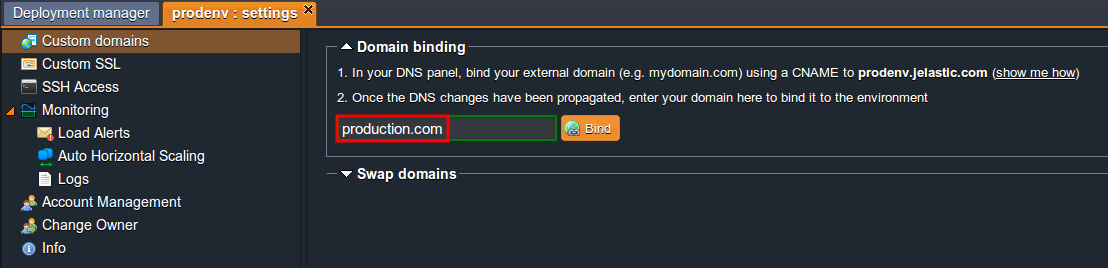 Deployment manager
prodenv : settings
Custom domains
Custom SSL
SSH Access
Monitoring
Load Alerts
Auto Horizontal Scaling
Logs
Account Management
Change Owner
Info
Domain binding
1. In your DNS panel, bind your external domain (e.g. mydomain.com) using a CNAME to prodenv.jelastic.com (show me how)
2. Once the DNS changes have been propagated, enter your domain here to bind it to the environment
production.com
Bind
Swap domains